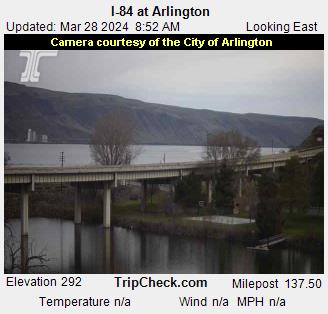 I-84 at Arlington
Updated: Mar 28 2024 8:52 AM Looking East
Camera courtesy of the City of Arlington
Elevation 292 TripCheck.com Milepost 137.50
Temperature n/a Wind n/a MPH n/a